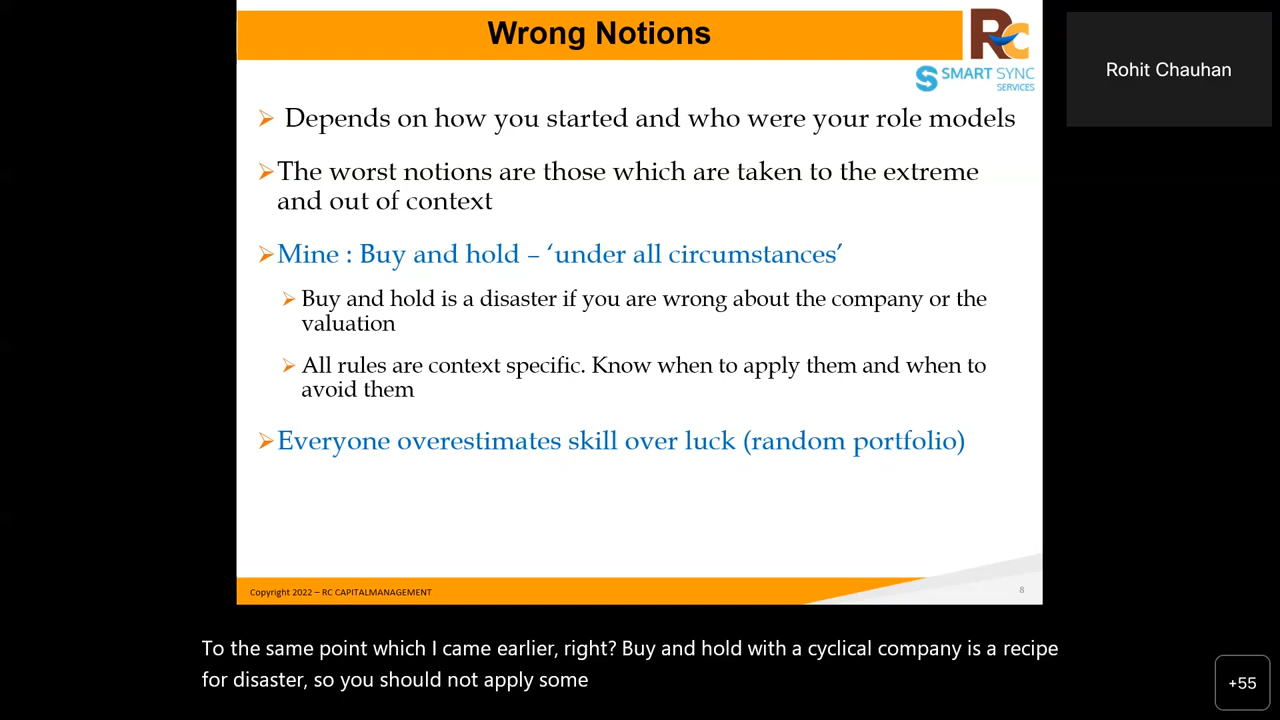 Wrong Notions
Rc
SMART SYNC
SERVICES
Rohit Chauhan
➢ Depends on how you started and who were your role models
➢ The worst notions are those which are taken to the extreme
and out of context
➢ Mine : Buy and hold – ‘under all circumstances’
➢ Buy and hold is a disaster if you are wrong about the company or the
valuation
➢ All rules are context specific. Know when to apply them and when to
avoid them
➢ Everyone overestimates skill over luck (random portfolio)
Copyright 2022 – RC CAPITALMANAGEMENT
8
To the same point which I came earlier, right? Buy and hold with a cyclical company is a recipe
for disaster, so you should not apply some
+55